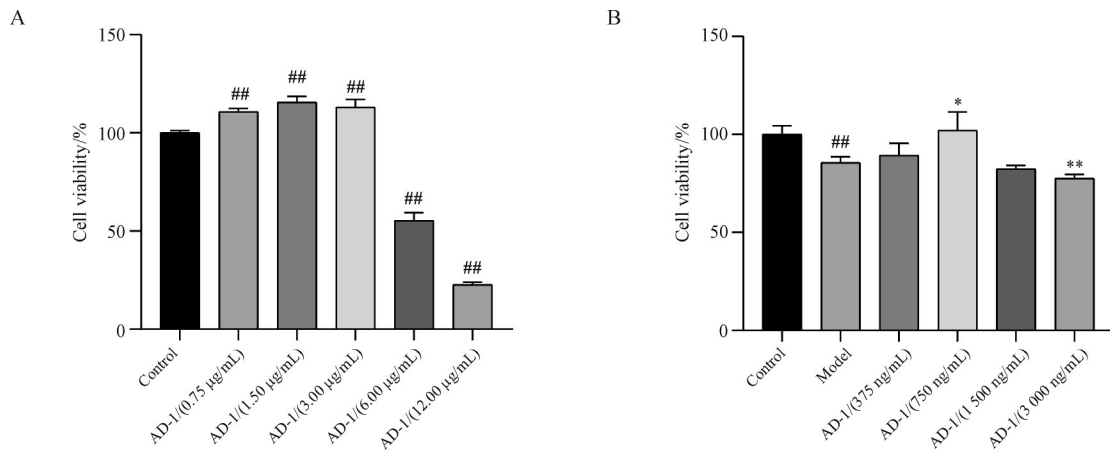 A
Cell viability/%
150
100
50
0
##
##
##
##
##
Control
AD-1/(0.75 μg/mL)
AD-1/(1.50 μg/mL)
AD-1/(3.00 μg/mL)
AD-1/(6.00 μg/mL)
AD-1/(12.00 μg/mL)
B
Cell viability/%
150
100
50
0
##
*
**
Control
Model
AD-1/(375 ng/mL)
AD-1/(750 ng/mL)
AD-1/(1 500 ng/mL)
AD-1/(3 000 ng/mL)